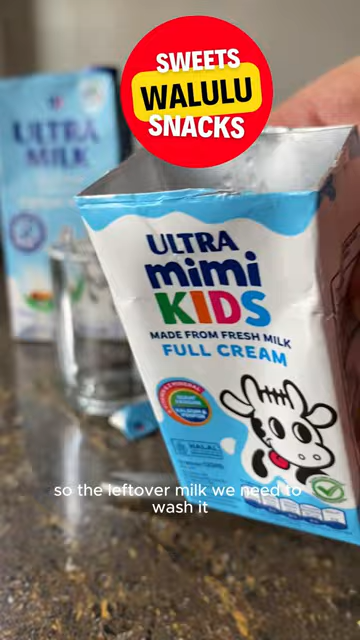 SWEETS
WALULU
SNACKS
ULTRA
MILK
ULTRA
mimi
KIDS
MADE FROM FRESH MILK
FULL CREAM
HALAL
so the leftover milk we need to
wash it